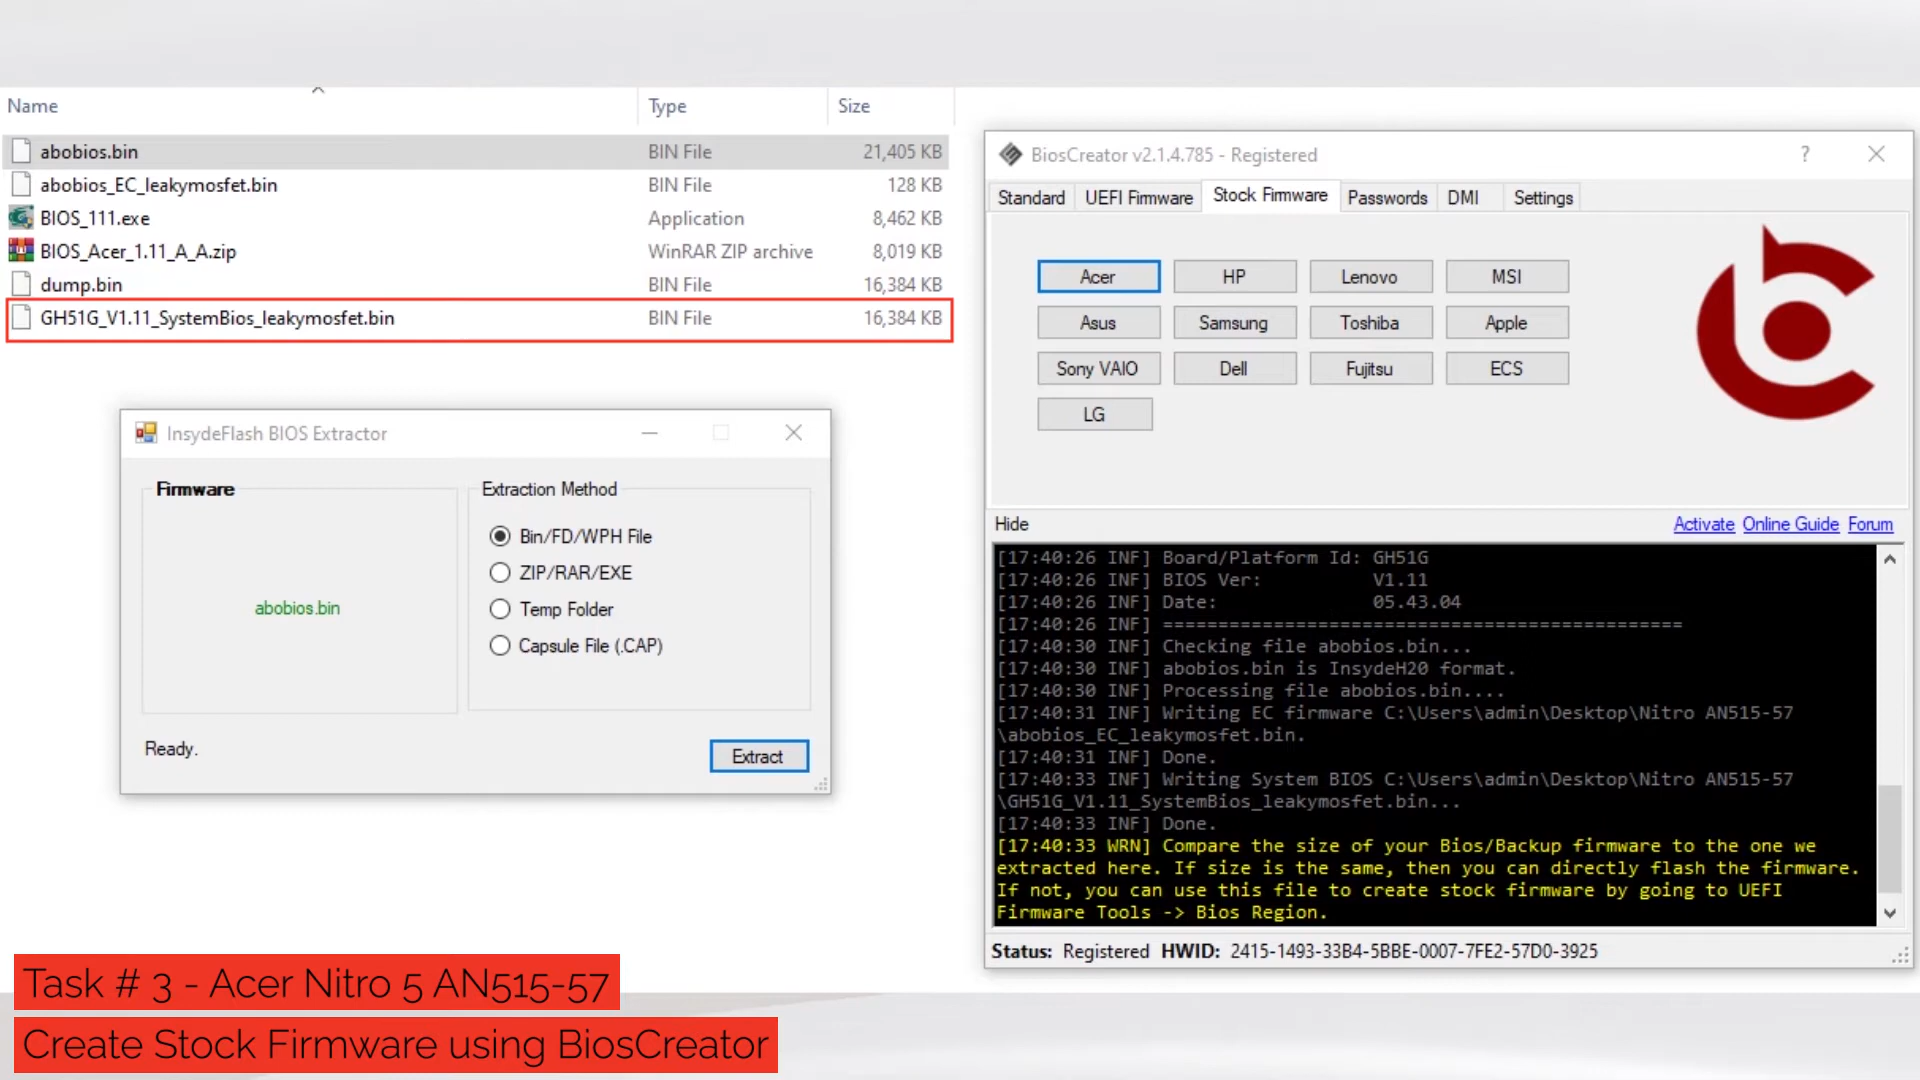 Name Type Size
abobios.bin BIN File 21,405 KB
abobios_EC_leakymosfet.bin BIN File 128 KB
BIOS_111.exe Application 8,462 KB
BIOS_Acer_1.11_A_A.zip WinRAR ZIP archive 8,019 KB
dump.bin BIN File 16,384 KB
GH51G_V1.11_SystemBios_leakymosfet.bin BIN File 16,384 KB
InsydeFlash BIOS Extractor
Firmware
abobios.bin
Extraction Method
Bin/FD/WPH File
ZIP/RAR/EXE
Temp Folder
Capsule File (.CAP)
Ready.
Extract
BiosCreator v2.1.4.785 - Registered ?
Standard UEFI Firmware Stock Firmware Passwords DMI Settings
Acer HP Lenovo MSI
Asus Samsung Toshiba Apple
Sony VAIO Dell Fujitsu ECS
LG
Hide Activate Online Guide Forum
[17:40:26 INF] Board/Platform Id: GH51G
[17:40:26 INF] BIOS Ver: V1.11
[17:40:26 INF] Date: 05.43.04
[17:40:26 INF] ===============================================
[17:40:30 INF] Checking file abobios.bin...
[17:40:30 INF] abobios.bin is InsydeH20 format.
[17:40:30 INF] Processing file abobios.bin....
[17:40:31 INF] Writing EC firmware C:\Users\admin\Desktop\Nitro AN515-57
\abobios_EC_leakymosfet.bin.
[17:40:31 INF] Done.
[17:40:33 INF] Writing System BIOS C:\Users\admin\Desktop\Nitro AN515-57
\GH51G_V1.11_SystemBios_leakymosfet.bin...
[17:40:33 INF] Done.
[17:40:33 WRN] Compare the size of your Bios/Backup firmware to the one we
extracted here. If size is the same, then you can directly flash the firmware.
If not, you can use this file to create stock firmware by going to UEFI
Firmware Tools -> Bios Region.
Status: Registered HWID: 2415-1493-33B4-5BBE-0007-7FE2-57D0-3925
Task # 3 - Acer Nitro 5 AN515-57
Create Stock Firmware using BiosCreator